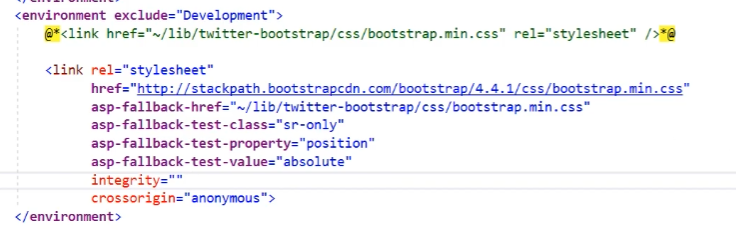 <environment exclude="Development">
@*<link href="~/lib/twitter-bootstrap/css/bootstrap.min.css" rel="stylesheet" />*@
<link rel="stylesheet"
href="http://stackpath.bootstrapcdn.com/bootstrap/4.4.1/css/bootstrap.min.css"
asp-fallback-href="~/lib/twitter-bootstrap/css/bootstrap.min.css"
asp-fallback-test-class="sr-only"
asp-fallback-test-property="position"
asp-fallback-test-value="absolute"
integrity=""
crossorigin="anonymous">
</environment>